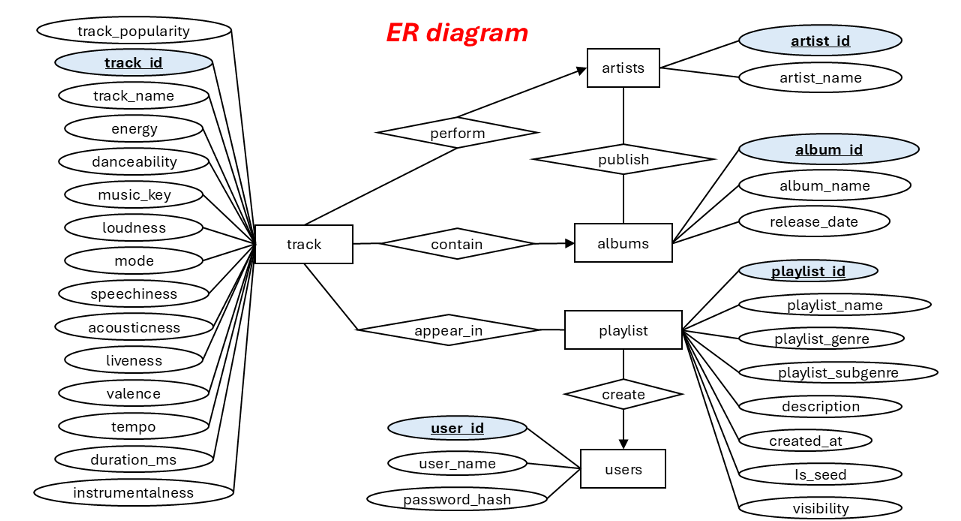 ER diagram
track_popularity
track_id
track_name
energy
danceability
music_key
loudness
mode
speechiness
acousticness
liveness
valence
tempo
duration_ms
instrumentalness
track
perform
contain
appear_in
artists
publish
albums
playlist
create
users
artist_id
artist_name
album_id
album_name
release_date
playlist_id
playlist_name
playlist_genre
playlist_subgenre
description
created_at
Is_seed
visibility
user_id
user_name
password_hash